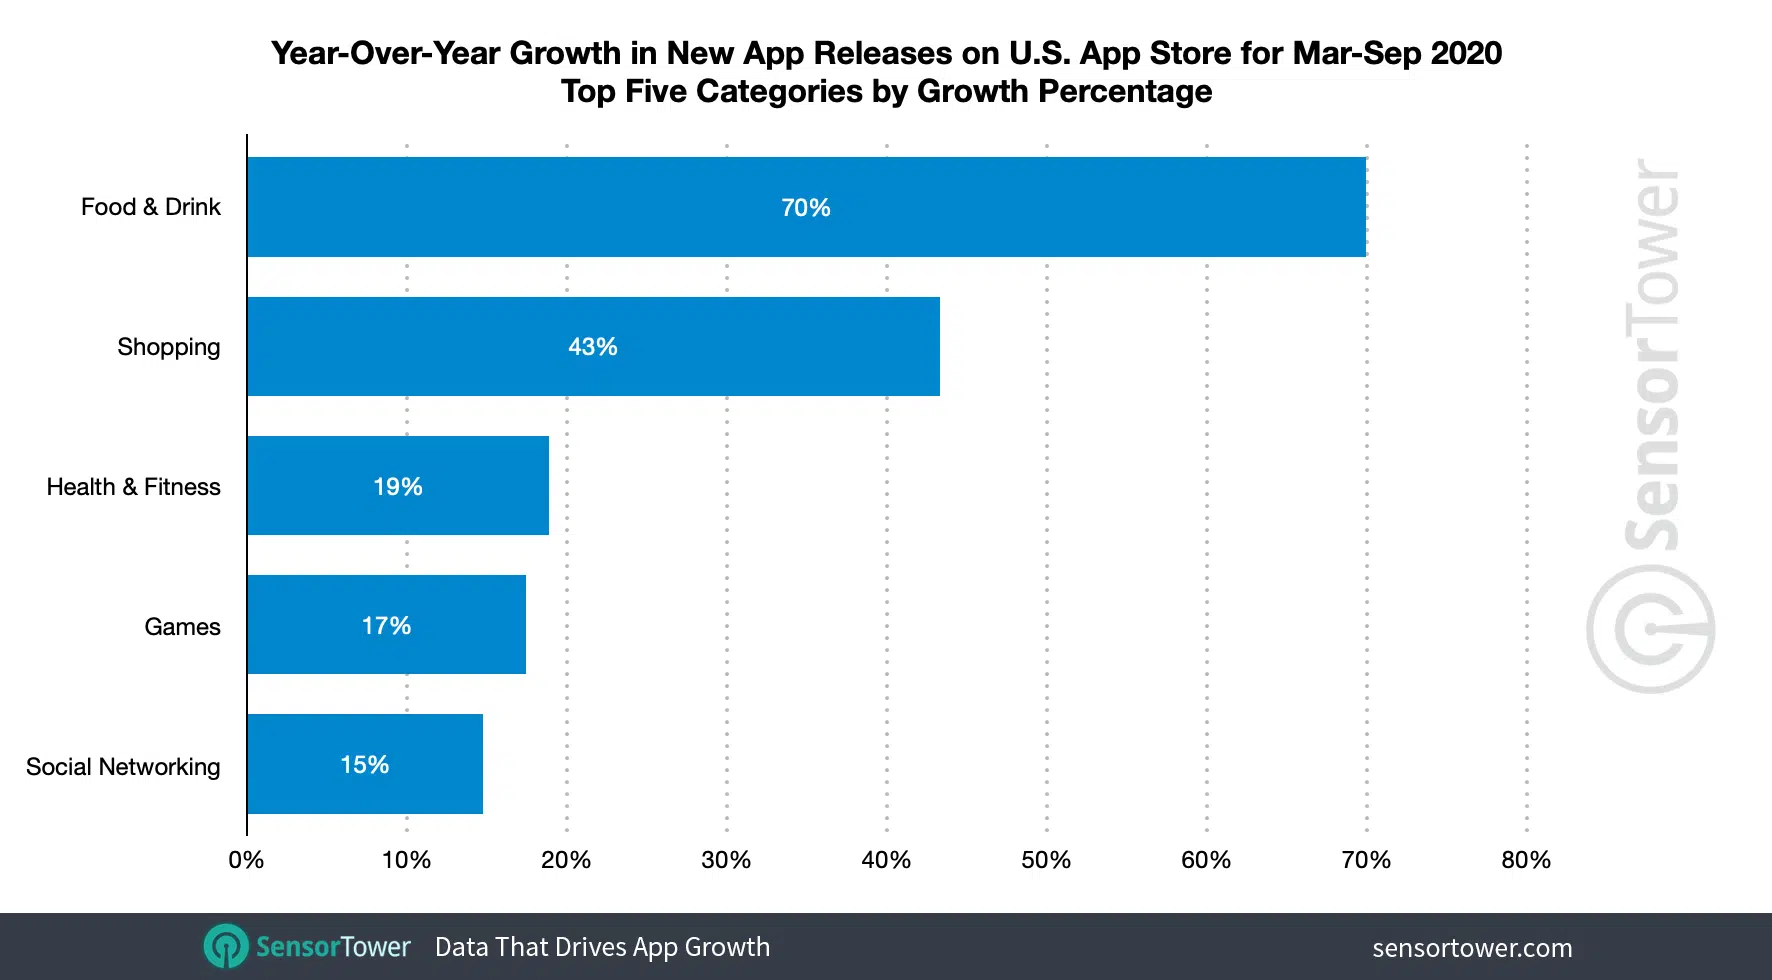 Year-Over-Year Growth in New App Releases on U.S. App Store for Mar-Sep 2020
Top Five Categories by Growth Percentage
Food & Drink
70%
Shopping
43%
Health & Fitness
19%
Games
17%
Social Networking
15%
0%
10%
20%
30%
40%
50%
60%
70%
80%
SensorTower
SensorTower
Data That Drives App Growth
sensortower.com